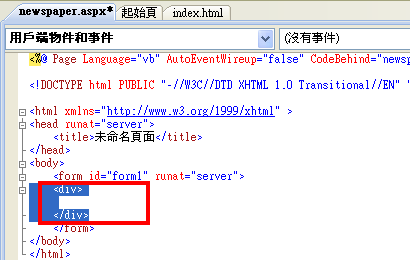 newspaper.aspx* 起始頁 index.html
用戶端物件和事件 (沒有事件)
<%@ Page Language="vb" AutoEventWireup="false" CodeBehind="newsp
<!DOCTYPE html PUBLIC "-//W3C//DTD XHTML 1.0 Transitional//EN" "
<html xmlns="http://www.w3.org/1999/xhtml" >
<head runat="server">
<title>未命名頁面</title>
</head>
<body>
<form id="form1" runat="server">
<div>
</div>
</form>
</body>
</html>